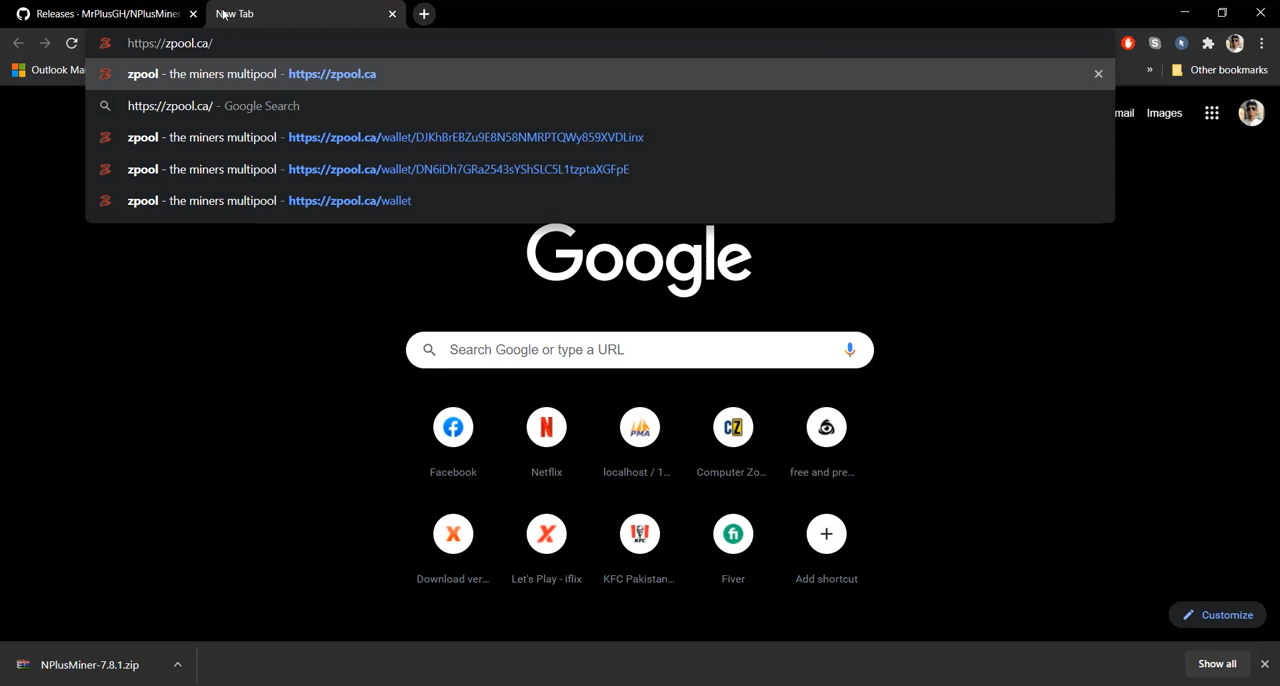 Releases · MrPlusGH/NPlusMiner
New Tab
https://zpool.ca/
Outlook Mai
zpool - the miners multipool - https://zpool.ca
» Other bookmarks
https://zpool.ca/ - Google Search
mail Images
zpool - the miners multipool - https://zpool.ca/wallet/DJKhBrEBZu9E8N58NMRPTQWy859XVDLinx
zpool - the miners multipool - https://zpool.ca/wallet/DN6iDh7GRa2543sYShSLC5L1tzptaXGFpE
zpool - the miners multipool - https://zpool.ca/wallet
Google
Search Google or type a URL
N PMA CZ
Facebook Netflix localhost / 1... Computer Zo... free and pre...
X X KFC fi
Download ver... Let's Play - iflix KFC Pakistan... Fiver Add shortcut
Customize
NPlusMiner-7.8.1.zip
Show all